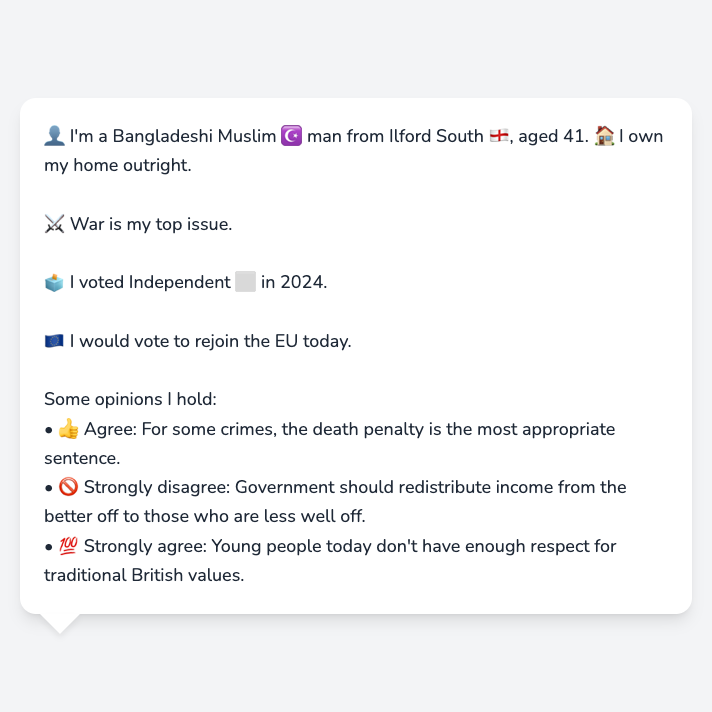 👤 I'm a Bangladeshi Muslim ☪️ man from Ilford South 🏴󠁧󠁢󠁥󠁮󠁧󠁿, aged 41. 🏠 I own
my home outright.
⚔️ War is my top issue.
🗳️ I voted Independent ⬜ in 2024.
🇪🇺 I would vote to rejoin the EU today.
Some opinions I hold:
• 👍 Agree: For some crimes, the death penalty is the most appropriate
sentence.
• 🚫 Strongly disagree: Government should redistribute income from the
better off to those who are less well off.
• 💯 Strongly agree: Young people today don't have enough respect for
traditional British values.